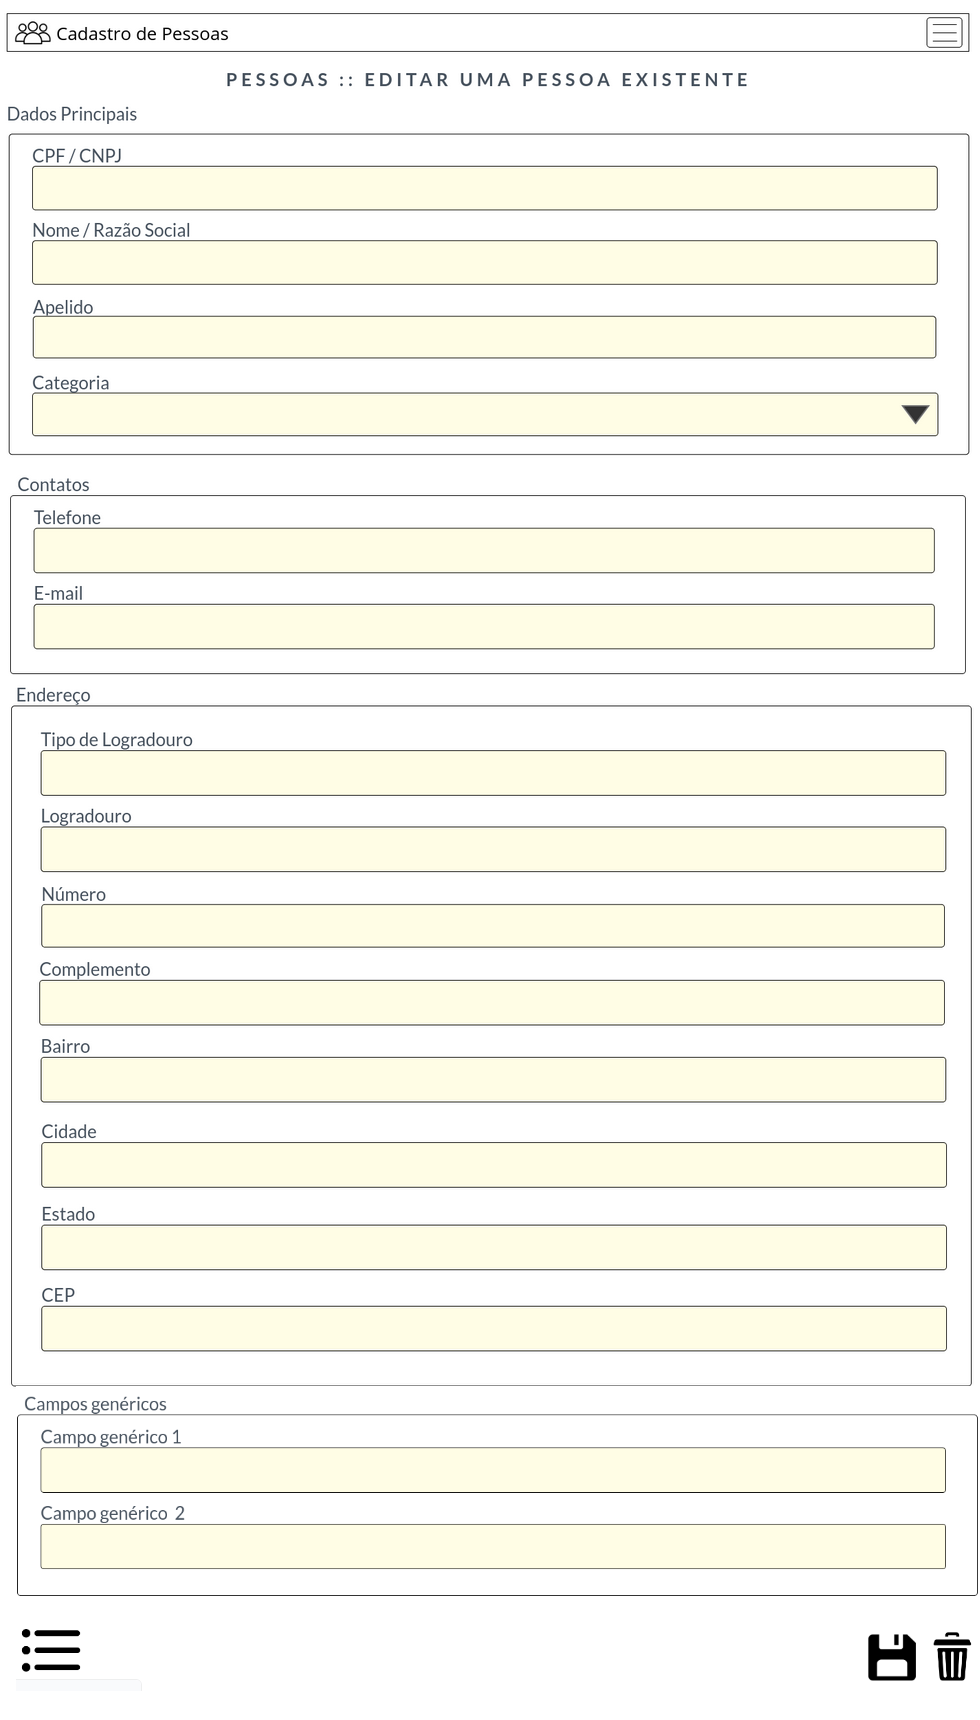 Cadastro de Pessoas
PESSOAS :: EDITAR UMA PESSOA EXISTENTE
Dados Principais
CPF / CNPJ
Nome / Razão Social
Apelido
Categoria
Contatos
Telefone
E-mail
Endereço
Tipo de Logradouro
Logradouro
Número
Complemento
Bairro
Cidade
Estado
CEP
Campos genéricos
Campo genérico 1
Campo genérico  2